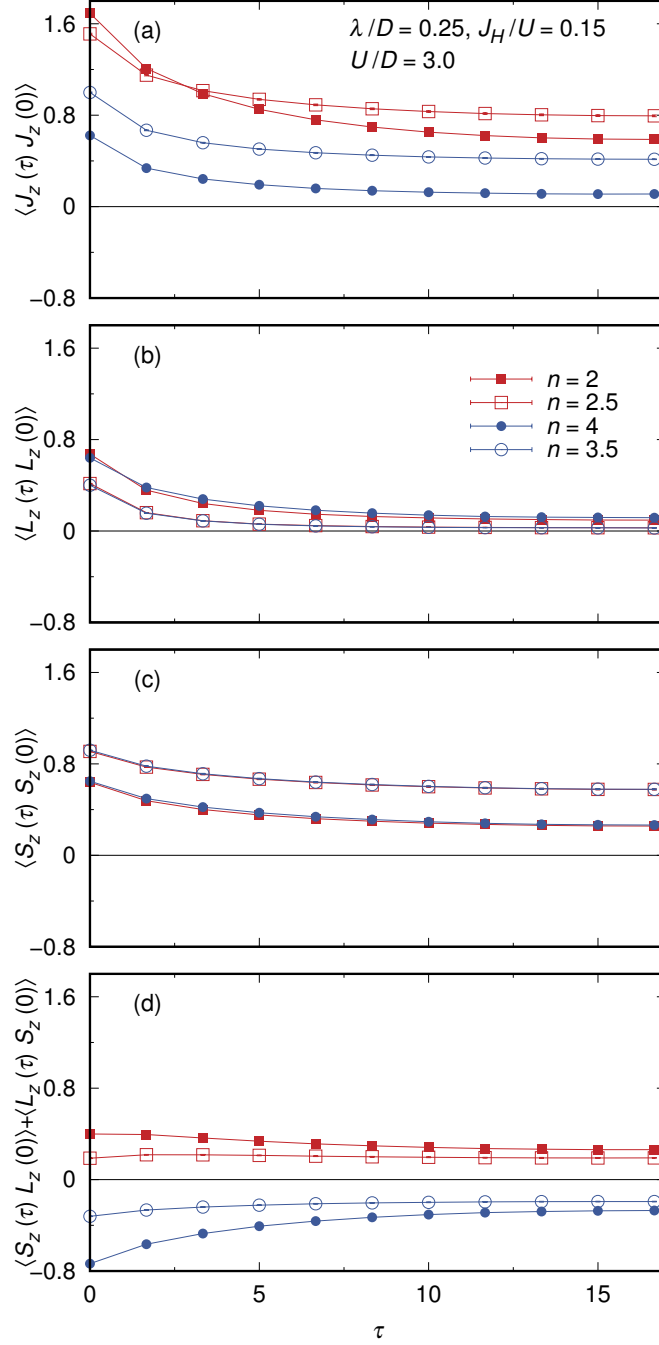 (a)
λ/D = 0.25, J_H/U = 0.15
U/D = 3.0
⟨J_z(τ) J_z(0)⟩
1.6
0.8
0
−0.8
(b)
⟨L_z(τ) L_z(0)⟩
1.6
0.8
0
−0.8
n = 2
n = 2.5
n = 4
n = 3.5
(c)
⟨S_z(τ) S_z(0)⟩
1.6
0.8
0
−0.8
(d)
⟨S_z(τ) L_z(0)⟩+⟨L_z(τ) S_z(0)⟩
1.6
0.8
0
−0.8
0 5 10 15
τ